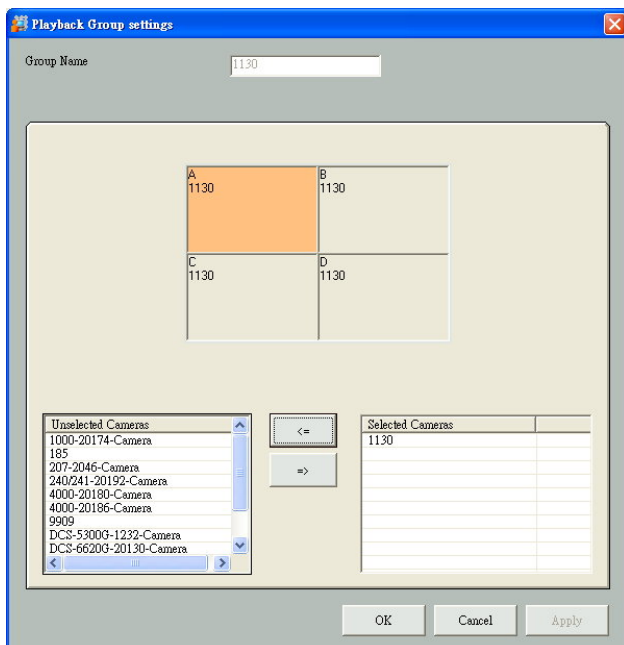 Playback Group settings
Group Name 1130
A B
1130 1130
C D
1130 1130
Unselected Cameras
1000-20174-Camera
185
207-2046-Camera
240/241-20192-Camera
4000-20180-Camera
4000-20186-Camera
9909
DCS-5300G-1232-Camera
DCS-6620G-20130-Camera
<=
=>
Selected Cameras
1130
OK Cancel Apply